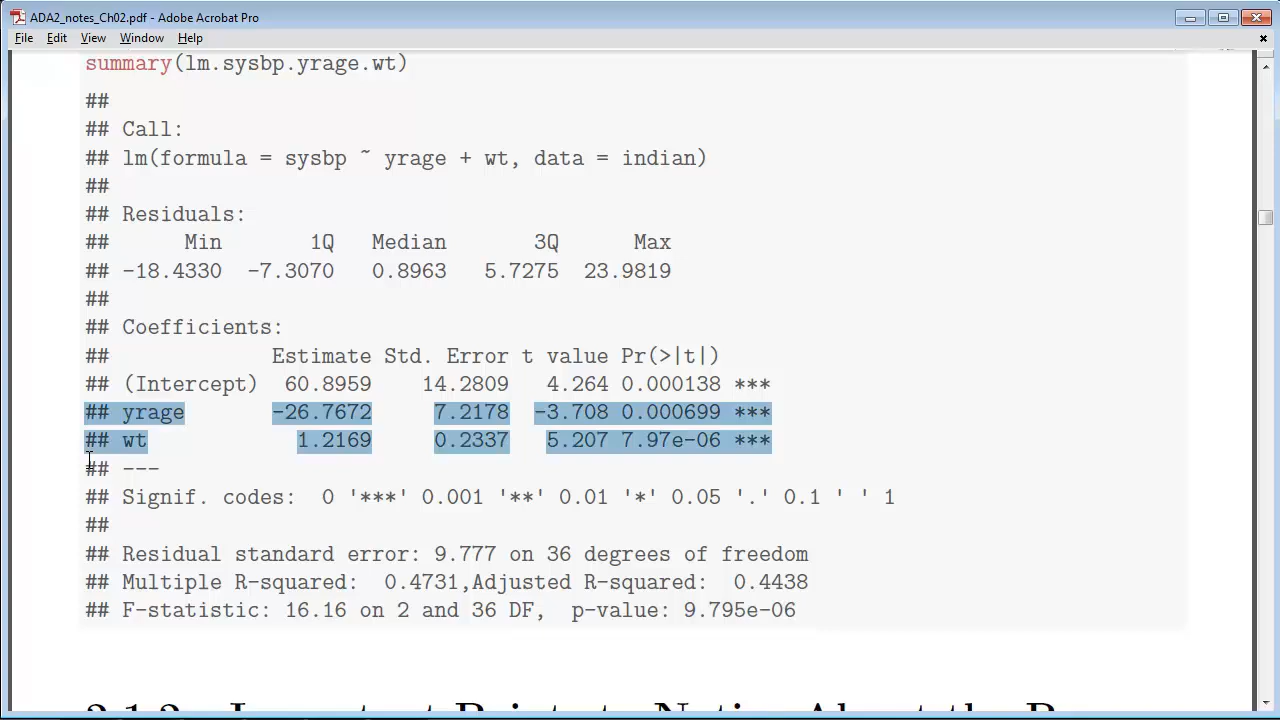 ADA2_notes_Ch02.pdf - Adobe Acrobat Pro
File Edit View Window Help
summary(lm.sysbp.yrage.wt)
##
## Call:
## lm(formula = sysbp ~ yrage + wt, data = indian)
##
## Residuals:
##      Min       1Q   Median       3Q      Max
## -18.4330  -7.3070   0.8963   5.7275  23.9819
##
## Coefficients:
##             Estimate Std. Error t value Pr(>|t|)
## (Intercept)  60.8959    14.2809   4.264 0.000138 ***
## yrage       -26.7672     7.2178  -3.708 0.000699 ***
## wt            1.2169     0.2337   5.207 7.97e-06 ***
## ---
## Signif. codes:  0 '***' 0.001 '**' 0.01 '*' 0.05 '.' 0.1 ' ' 1
##
## Residual standard error: 9.777 on 36 degrees of freedom
## Multiple R-squared:  0.4731,Adjusted R-squared:  0.4438
## F-statistic: 16.16 on 2 and 36 DF,  p-value: 9.795e-06